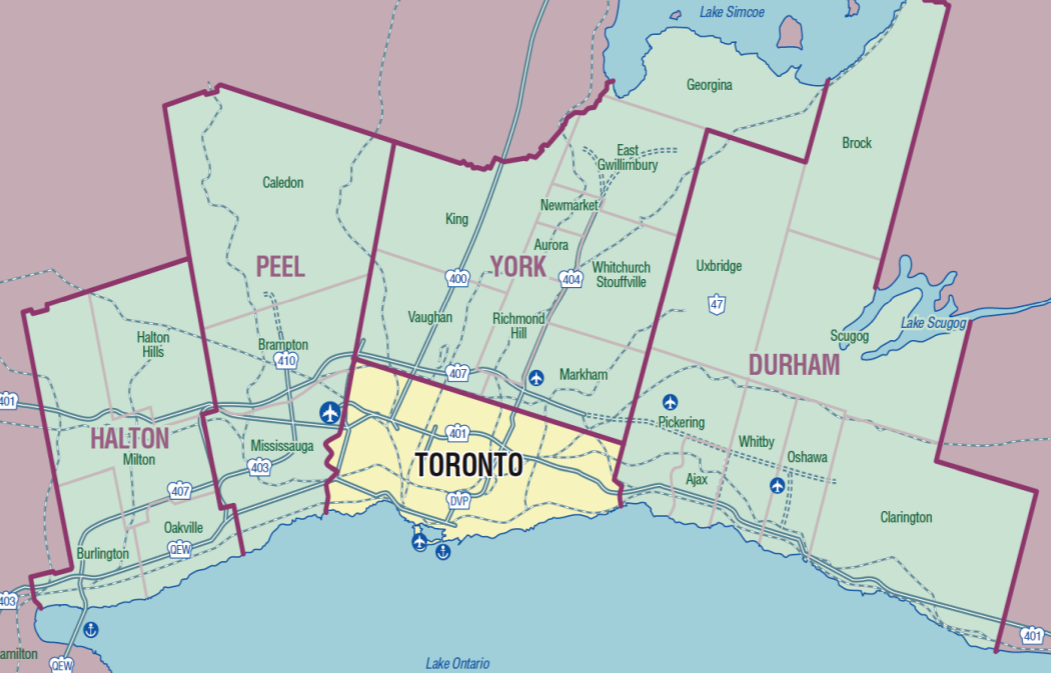 Lake Simcoe
Georgina
Brock
East
Gwillimbury
Caledon
King
Newmarket
Aurora
PEEL
YORK
Whitchurch
Stouffville
Uxbridge
400
404
47
Vaughan
Richmond
Hill
Lake Scugog
Scugog
Halton
Hills
Brampton
410
DURHAM
407
Markham
401
Pickering
HALTON
Milton
Mississauga
401
Whitby
Oshawa
403
TORONTO
Ajax
407
DVP
Clarington
Oakville
QEW
Burlington
403
401
amilton
QEW
Lake Ontario